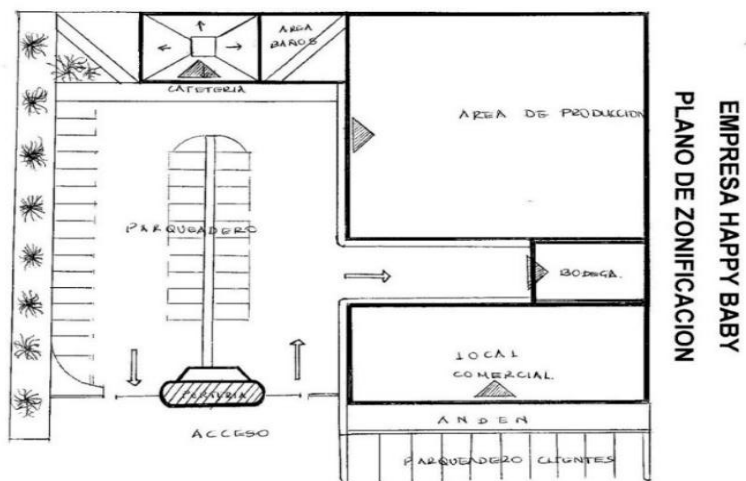 AREA
BAÑOS
CAFETERIA
AREA DE PRODUCCION
PARQUEADERO
BODEGA.
LOCAL
COMERCIAL.
PORTERIA
ANDEN
ACCESO
PARQUEADERO CLIENTES
EMPRESA HAPPY BABY
PLANO DE ZONIFICACION